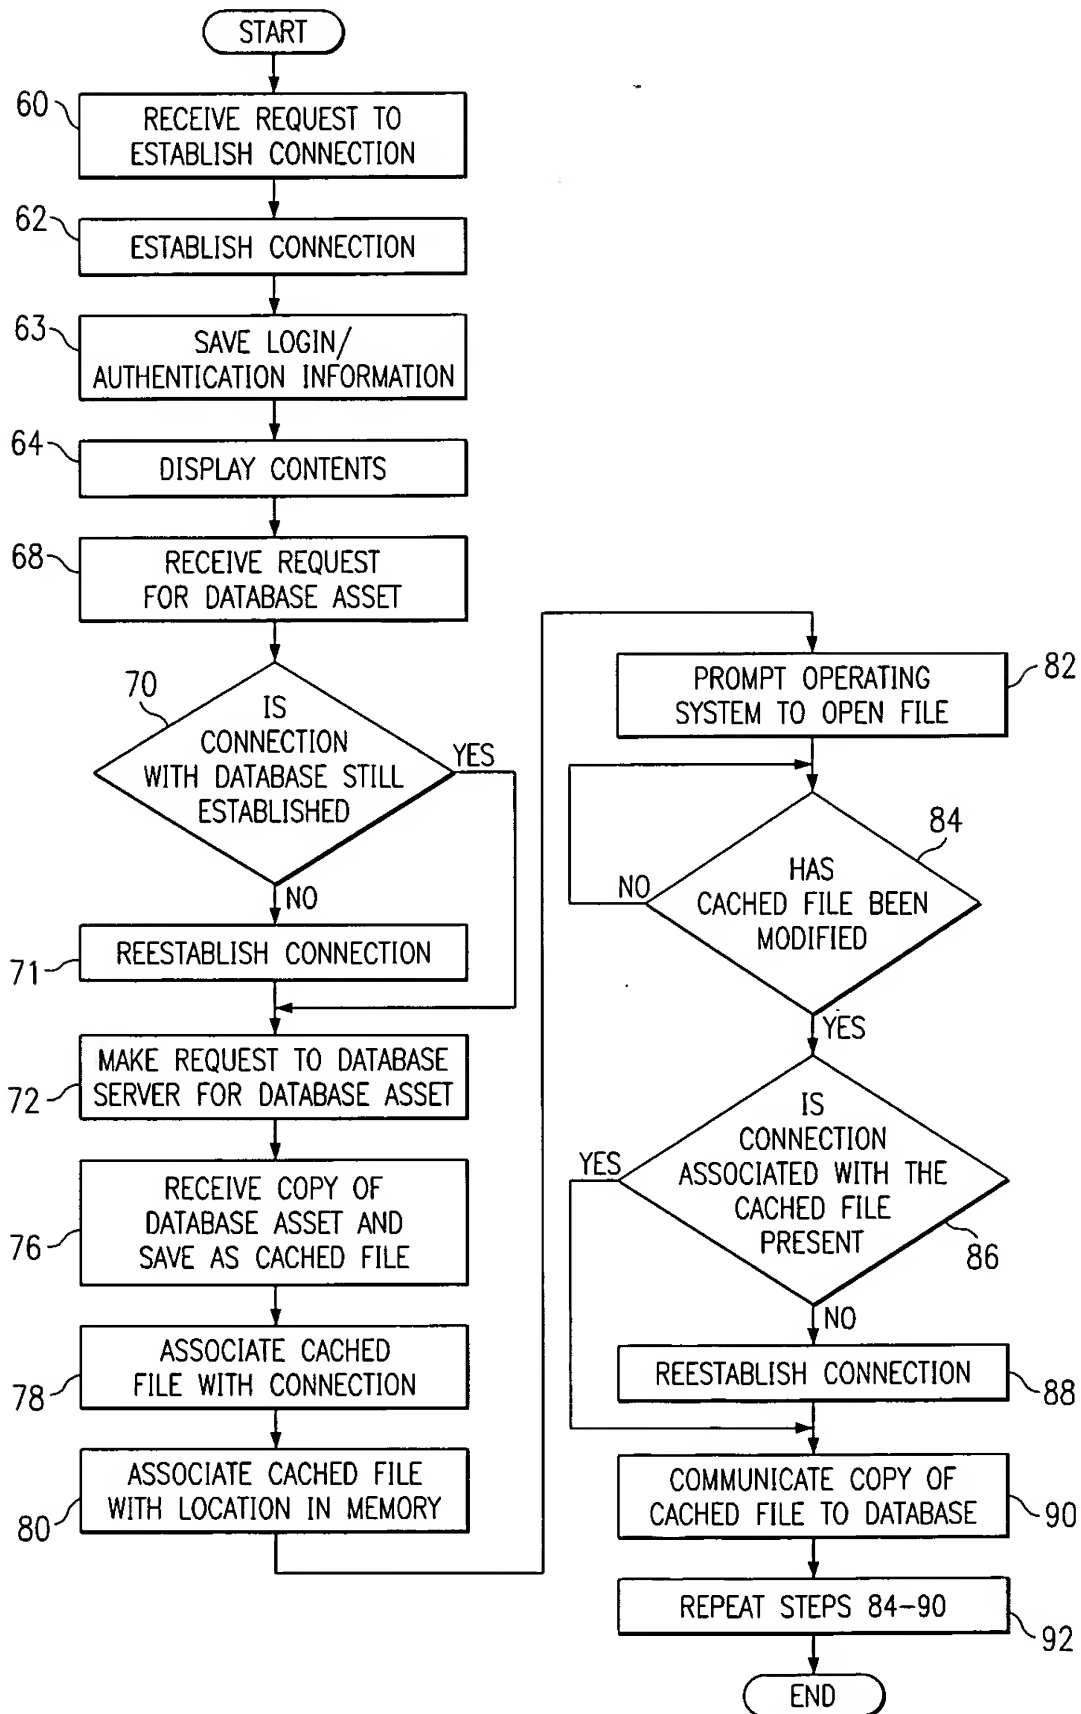 START
60
RECEIVE REQUEST TO
ESTABLISH CONNECTION
62
ESTABLISH CONNECTION
63
SAVE LOGIN/
AUTHENTICATION INFORMATION
64
DISPLAY CONTENTS
68
RECEIVE REQUEST
FOR DATABASE ASSET
70
IS
CONNECTION
WITH DATABASE STILL
ESTABLISHED
YES
NO
71
REESTABLISH CONNECTION
72
MAKE REQUEST TO DATABASE
SERVER FOR DATABASE ASSET
76
RECEIVE COPY OF
DATABASE ASSET AND
SAVE AS CACHED FILE
78
ASSOCIATE CACHED
FILE WITH CONNECTION
80
ASSOCIATE CACHED FILE
WITH LOCATION IN MEMORY
PROMPT OPERATING
SYSTEM TO OPEN FILE
82
84
HAS
CACHED FILE BEEN
MODIFIED
NO
YES
IS
CONNECTION
ASSOCIATED WITH THE
CACHED FILE
PRESENT
YES
86
NO
REESTABLISH CONNECTION
88
COMMUNICATE COPY OF
CACHED FILE TO DATABASE
90
REPEAT STEPS 84-90
92
END